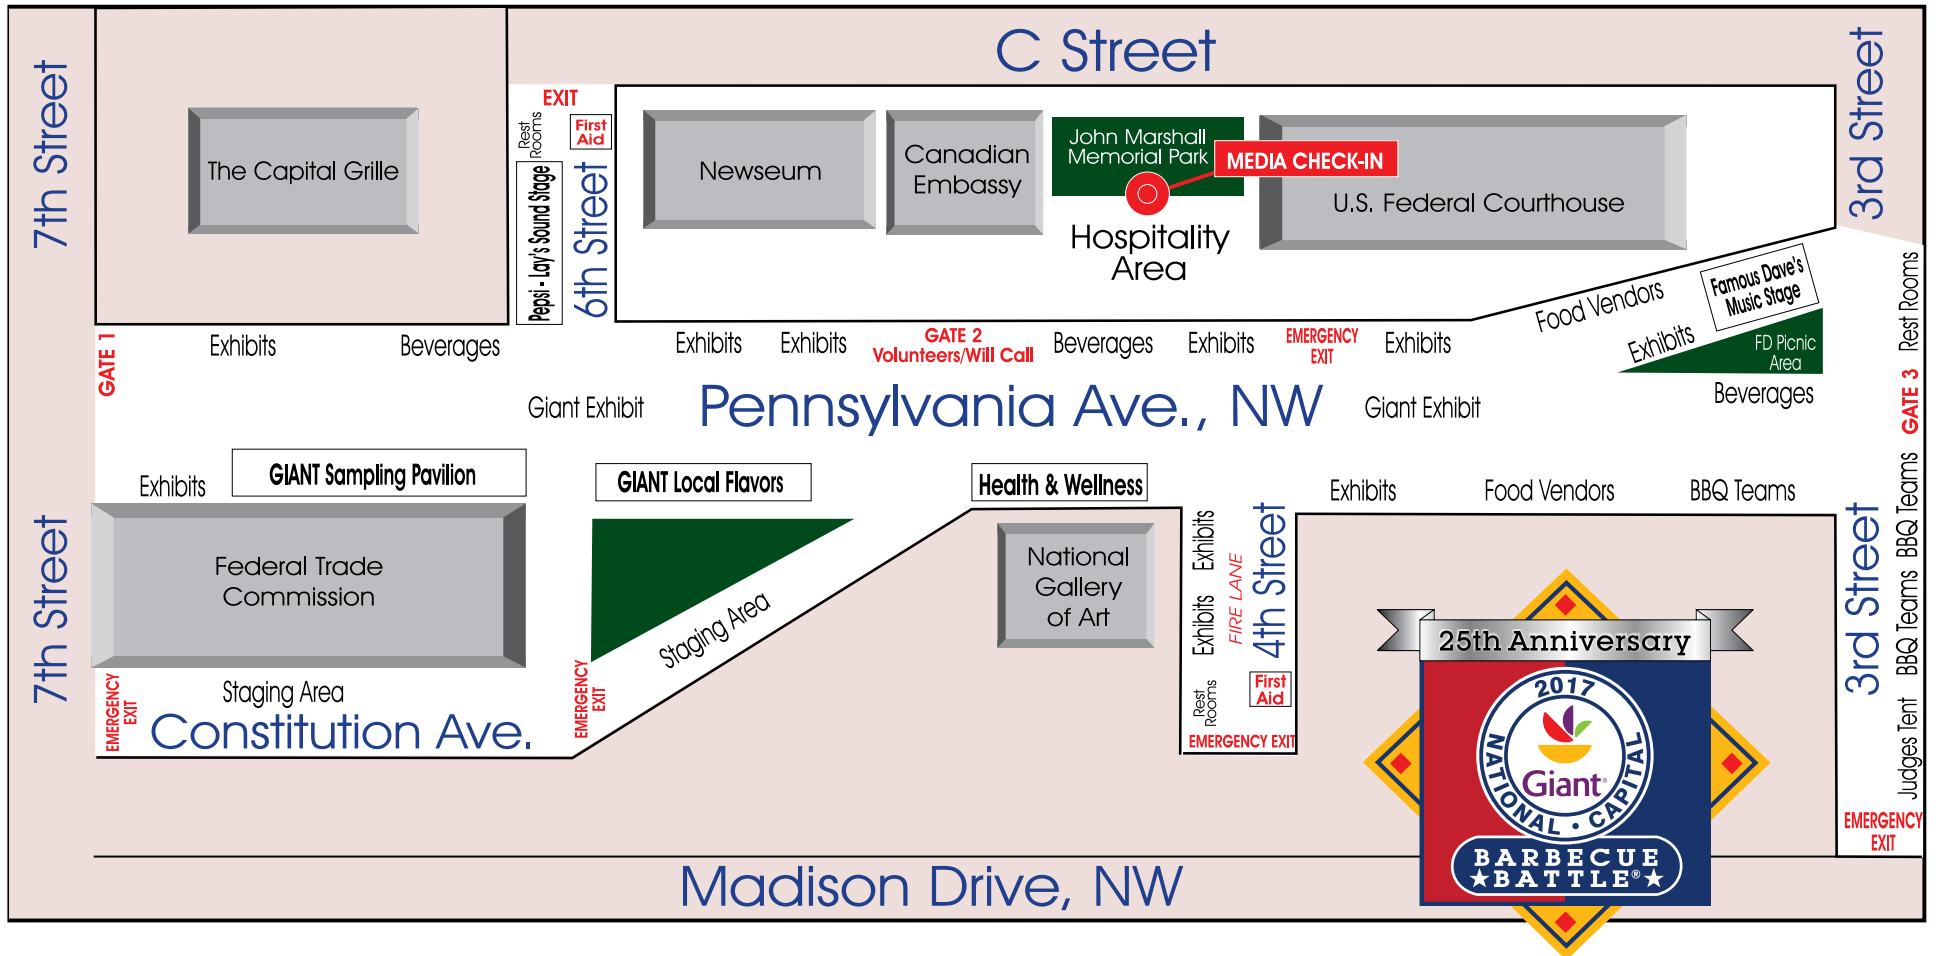 C Street
7th Street
3rd Street
EXIT
Rest
Rooms
First
Aid
Pepsi - Lay's Sound Stage
6th Street
The Capital Grille
Newseum
Canadian
Embassy
John Marshall
Memorial Park
MEDIA CHECK-IN
U.S. Federal Courthouse
Hospitality
Area
Food Vendors
Famous Dave's
Music Stage
Exhibits
FD Picnic
Area
Beverages
Rest Rooms
GATE 3
GATE 1
Exhibits
Beverages
Exhibits
Exhibits
GATE 2
Volunteers/Will Call
Beverages
Exhibits
EMERGENCY
EXIT
Exhibits
Giant Exhibit
Pennsylvania Ave., NW
Giant Exhibit
Exhibits
GIANT Sampling Pavilion
GIANT Local Flavors
Health & Wellness
Exhibits
Food Vendors
BBQ Teams
7th Street
Federal Trade
Commission
Staging Area
National
Gallery
of Art
Exhibits
Exhibits
FIRE LANE
4th Street
First
Aid
Rest
Rooms
EMERGENCY EXIT
3rd Street
BBQ Teams
BBQ Teams
BBQ Teams
Judges Tent
EMERGENCY
EXIT
EMERGENCY
EXIT
Staging Area
Constitution Ave.
EMERGENCY
EXIT
25th Anniversary
2017
Giant®
NATIONAL • CAPITAL
BARBECUE
BATTLE®
Madison Drive, NW